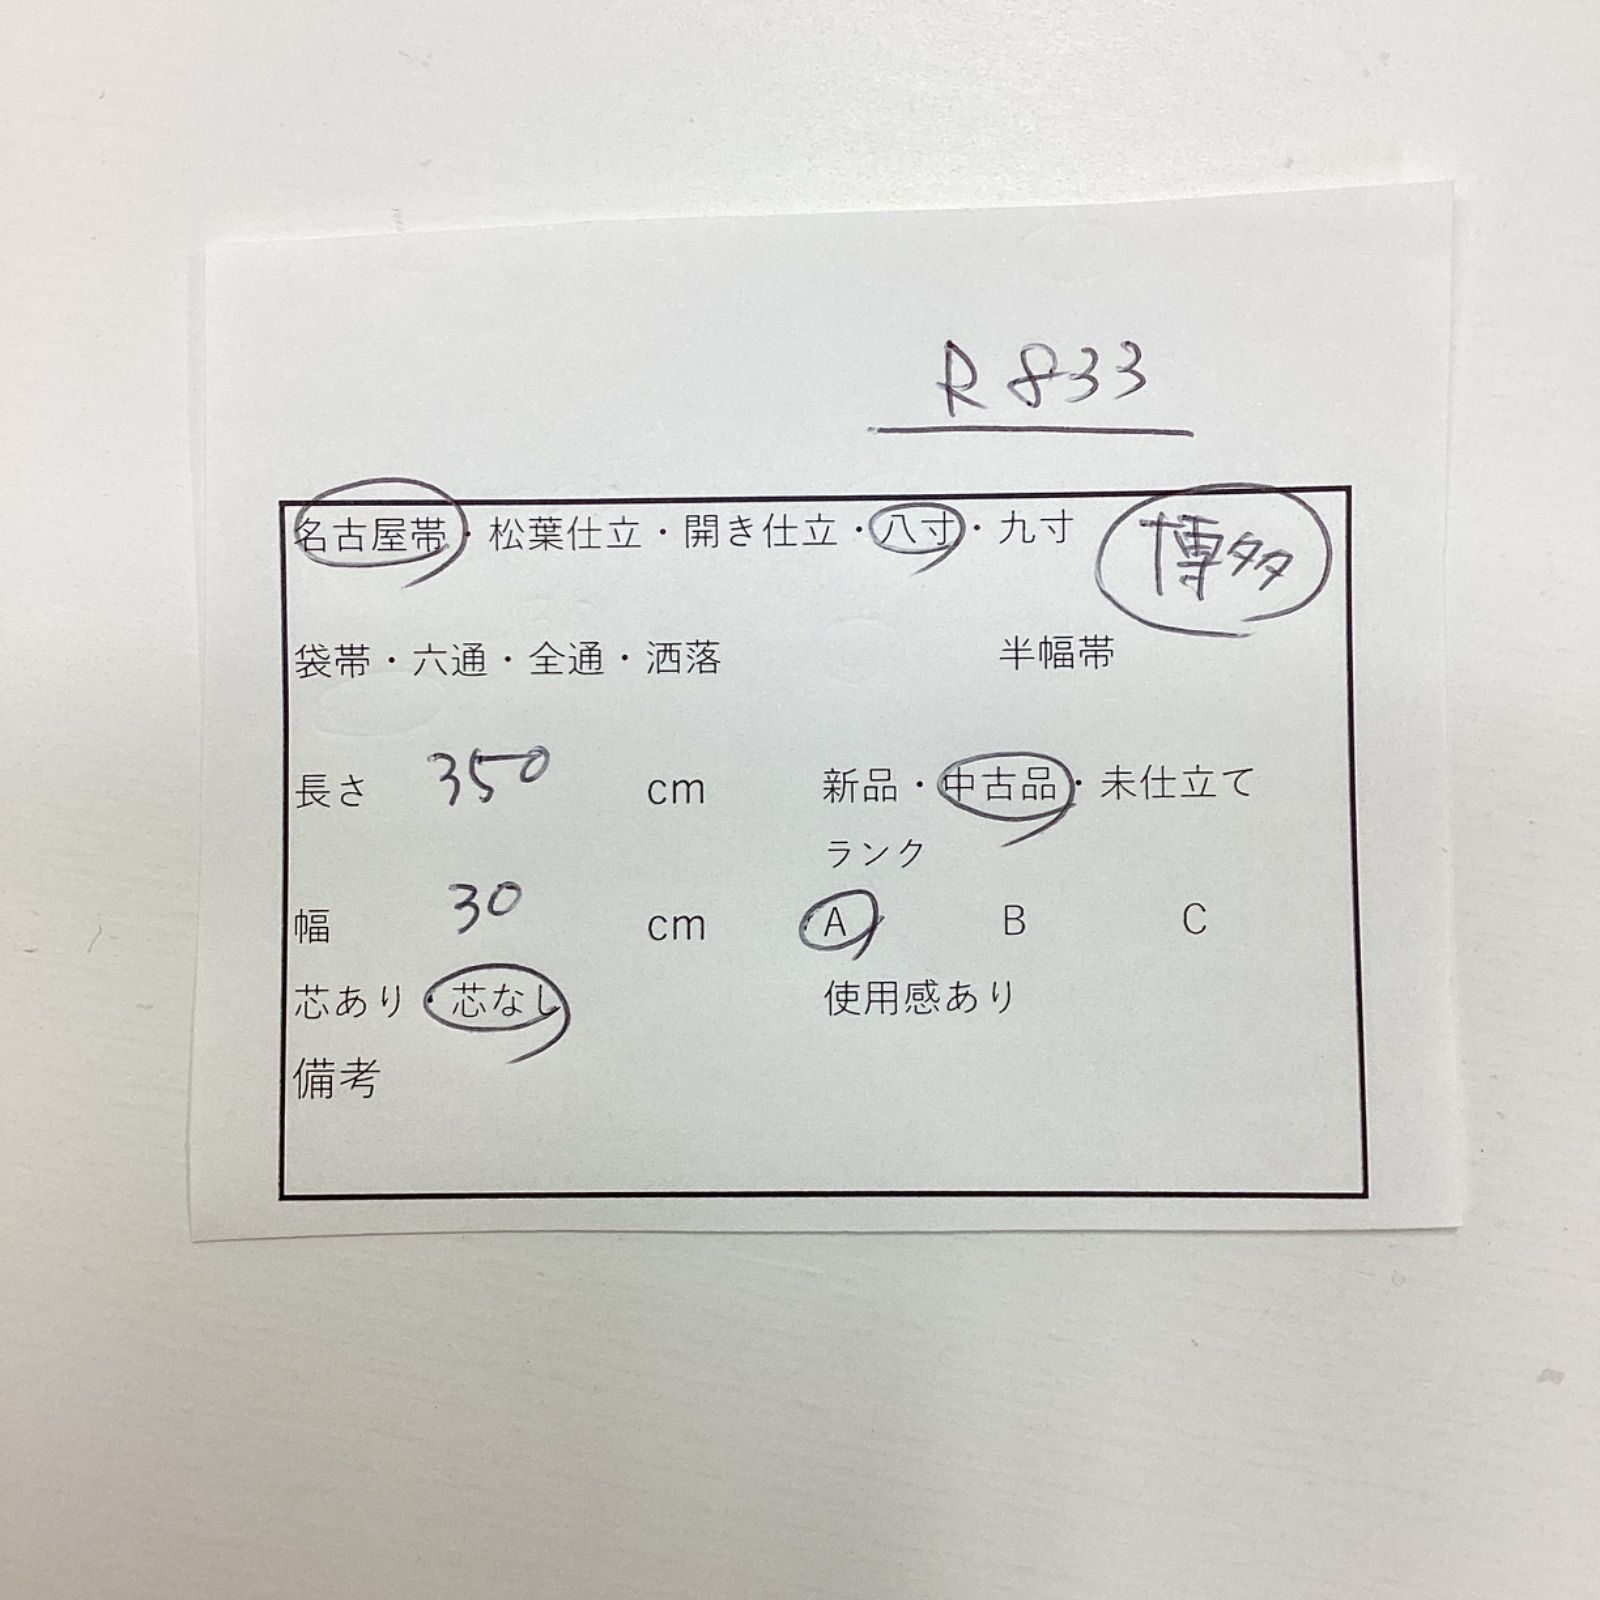 R833
名古屋帯・松葉仕立・開き仕立・八寸・九寸 博多
袋帯・六通・全通・洒落 半幅帯
長さ 350 cm 新品・中古品・未仕立て
ランク
幅 30 cm A B C
芯あり・芯なし 使用感あり
備考